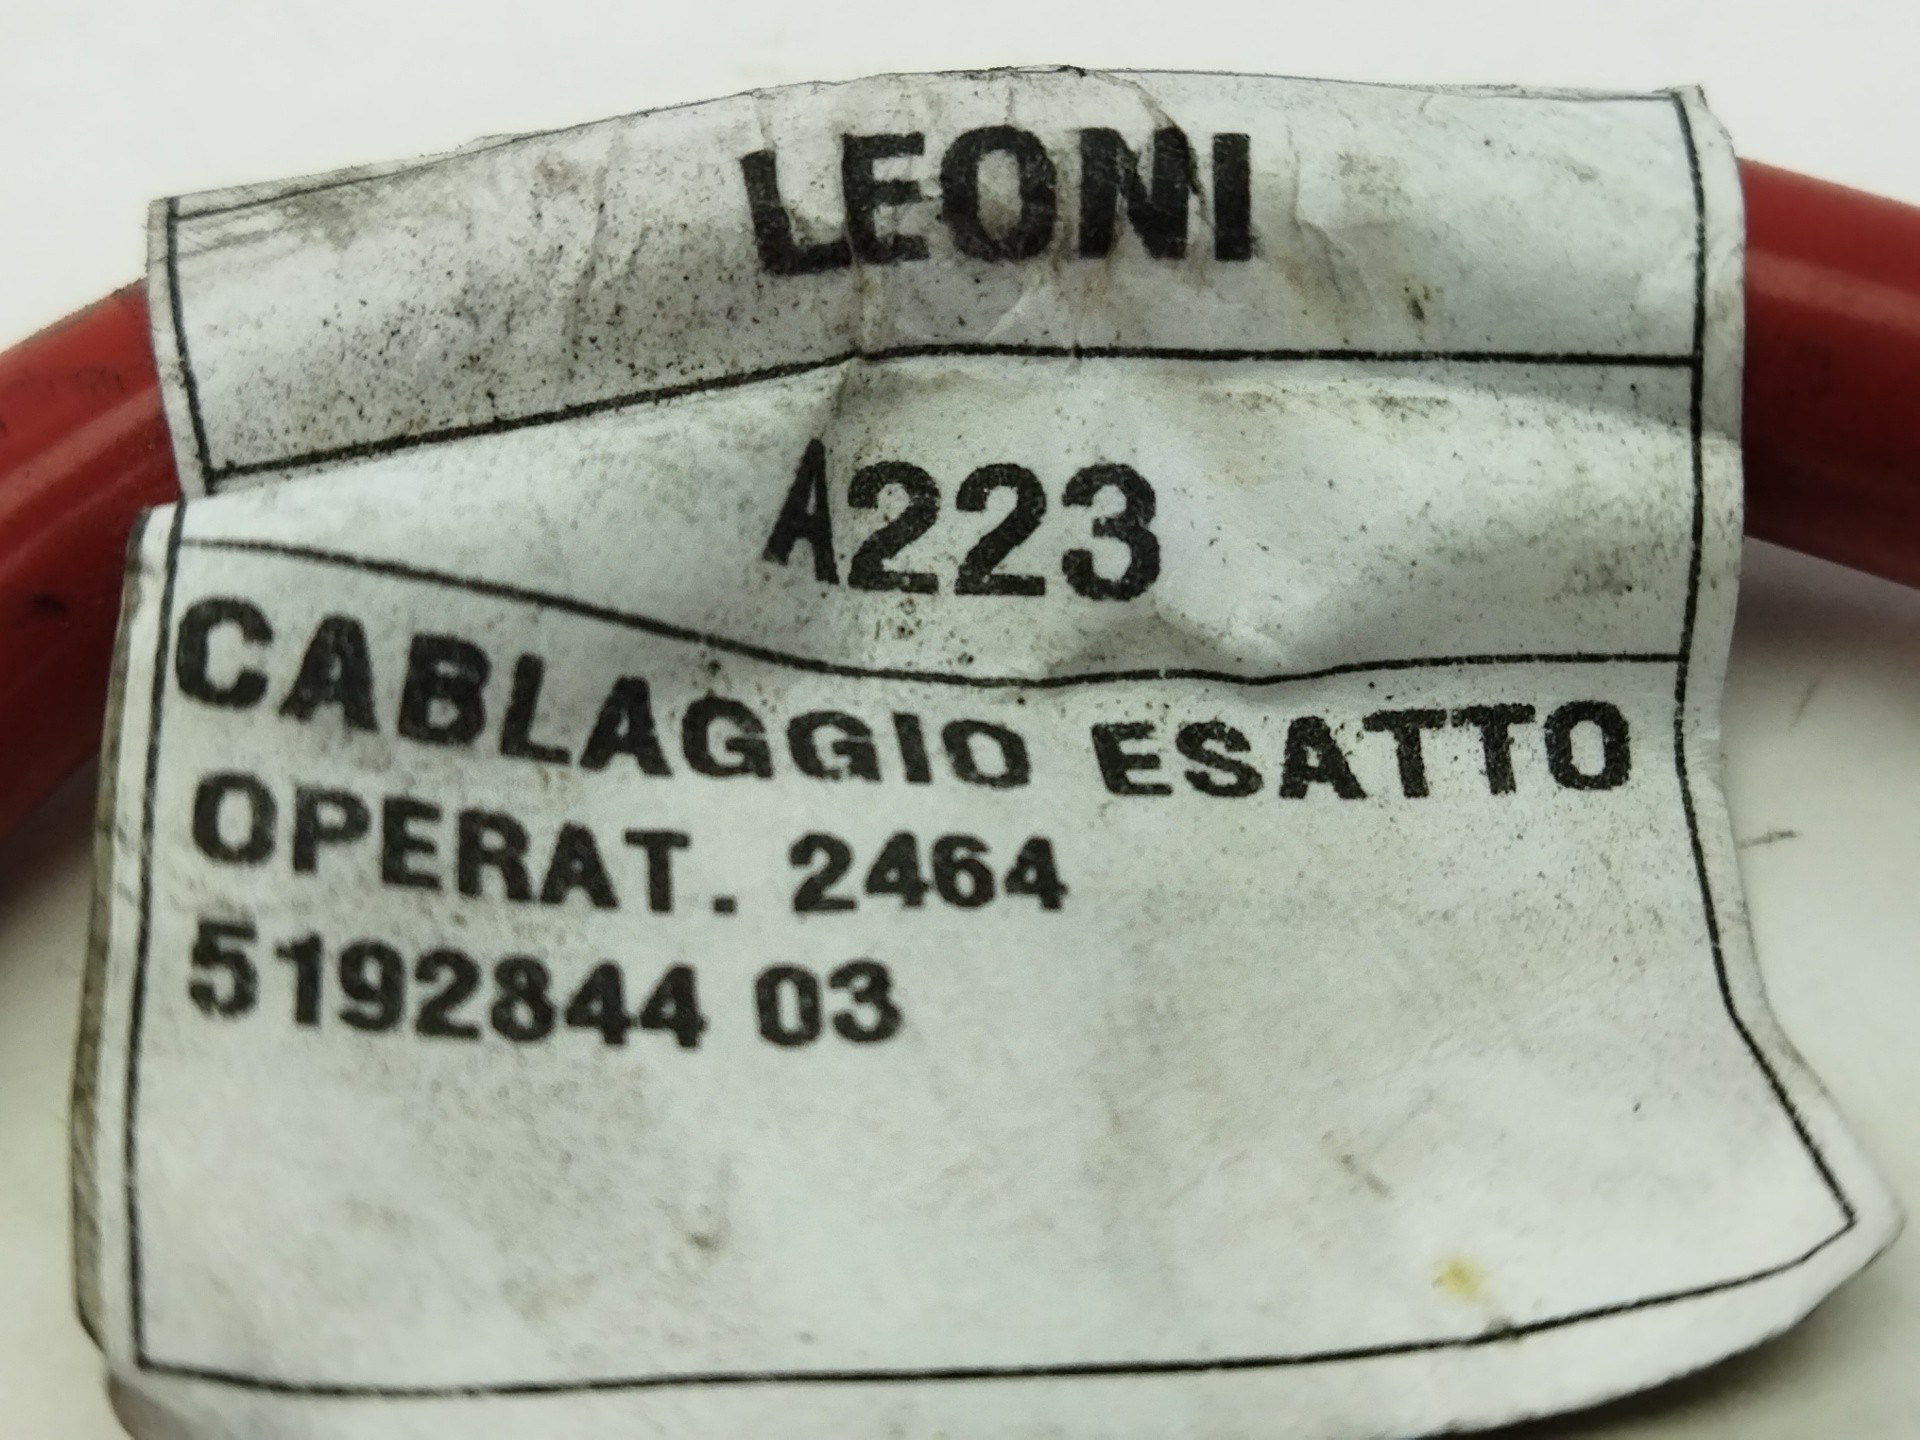 LEONI
A223
CABLAGGIO ESATTO
OPERAT. 2464
5192844 03